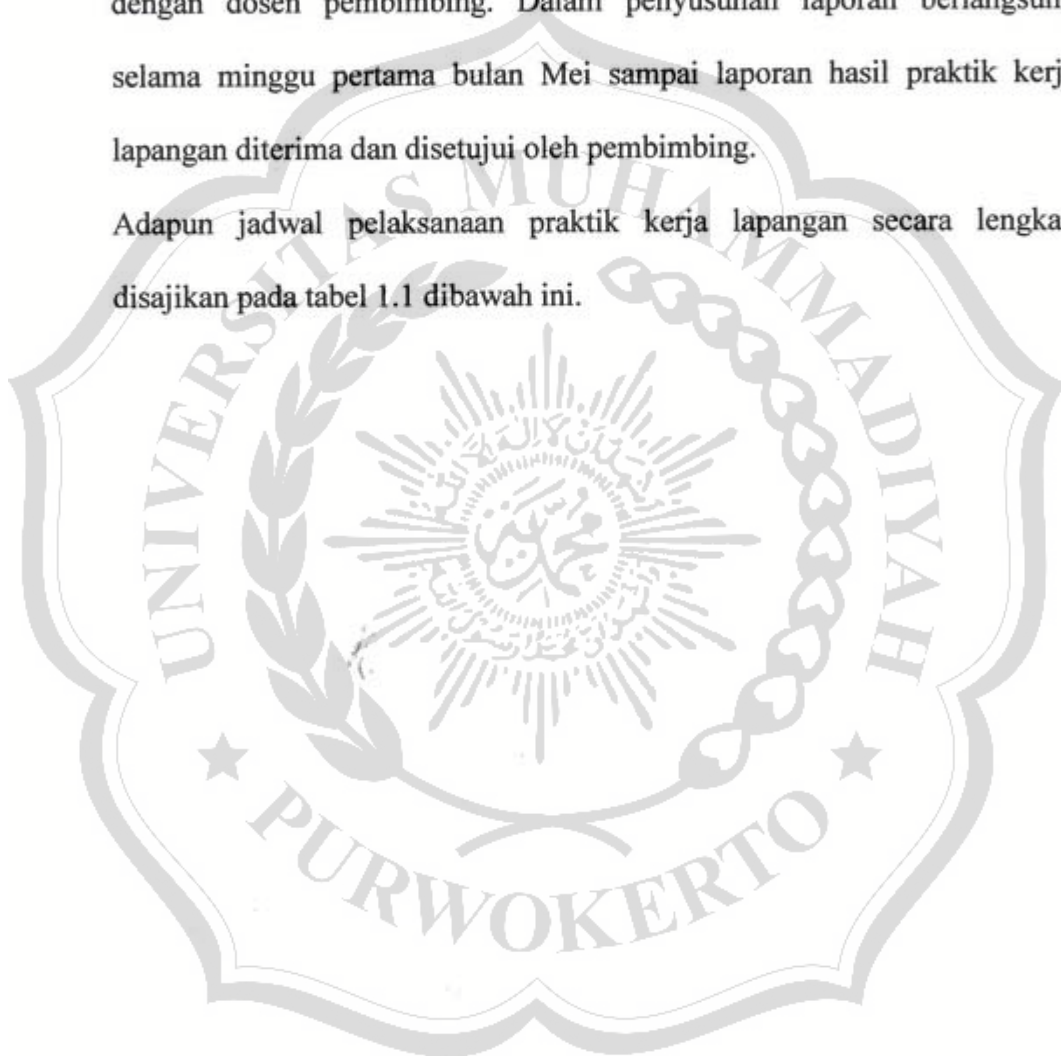 dengan dosen pembimbing. Dalam penyusunan laporan berlangsun
selama minggu pertama bulan Mei sampai laporan hasil praktik kerj
lapangan diterima dan disetujui oleh pembimbing.
Adapun jadwal pelaksanaan praktik kerja lapangan secara lengka
disajikan pada tabel 1.1 dibawah ini.
UNIVERSITAS MUHAMMADIYAH
PURWOKERTO